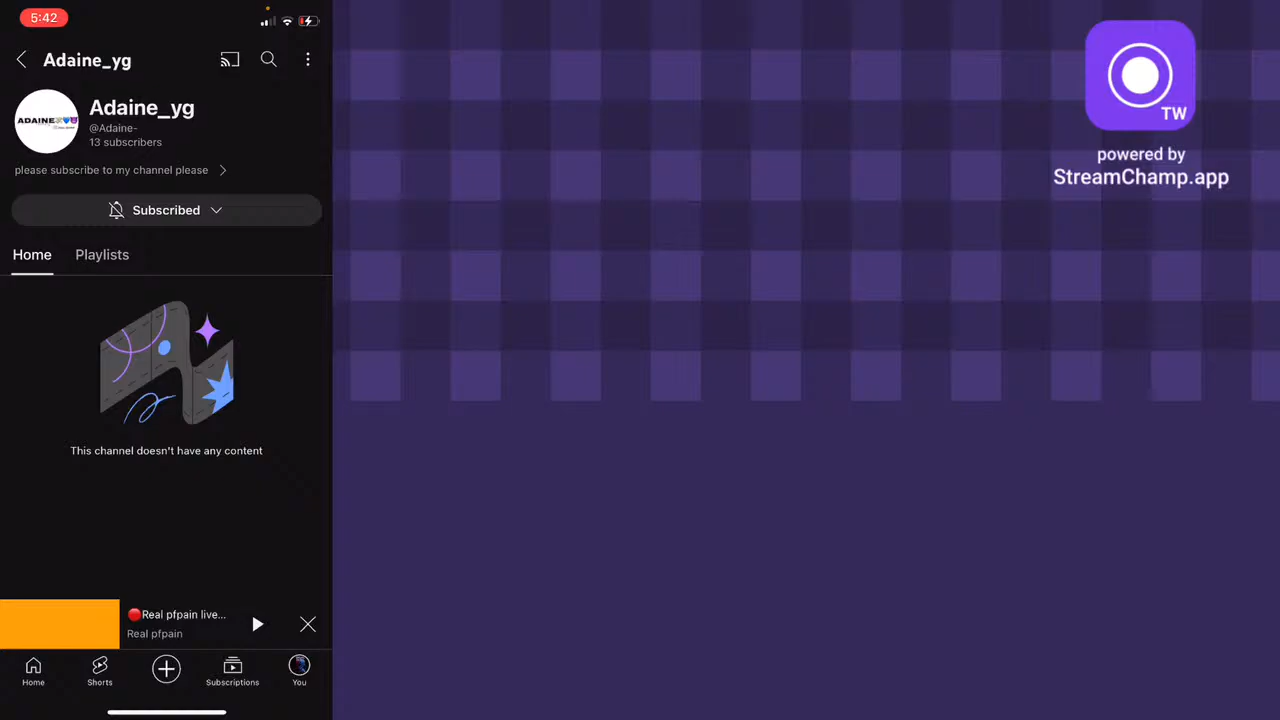 5:42
Adaine_yg
ADAINE
Adaine_yg
@Adaine-
13 subscribers
please subscribe to my channel please
Subscribed
Home Playlists
This channel doesn't have any content
Real pfpain live...
Real pfpain
Home Shorts Subscriptions You
TW
powered by
StreamChamp.app